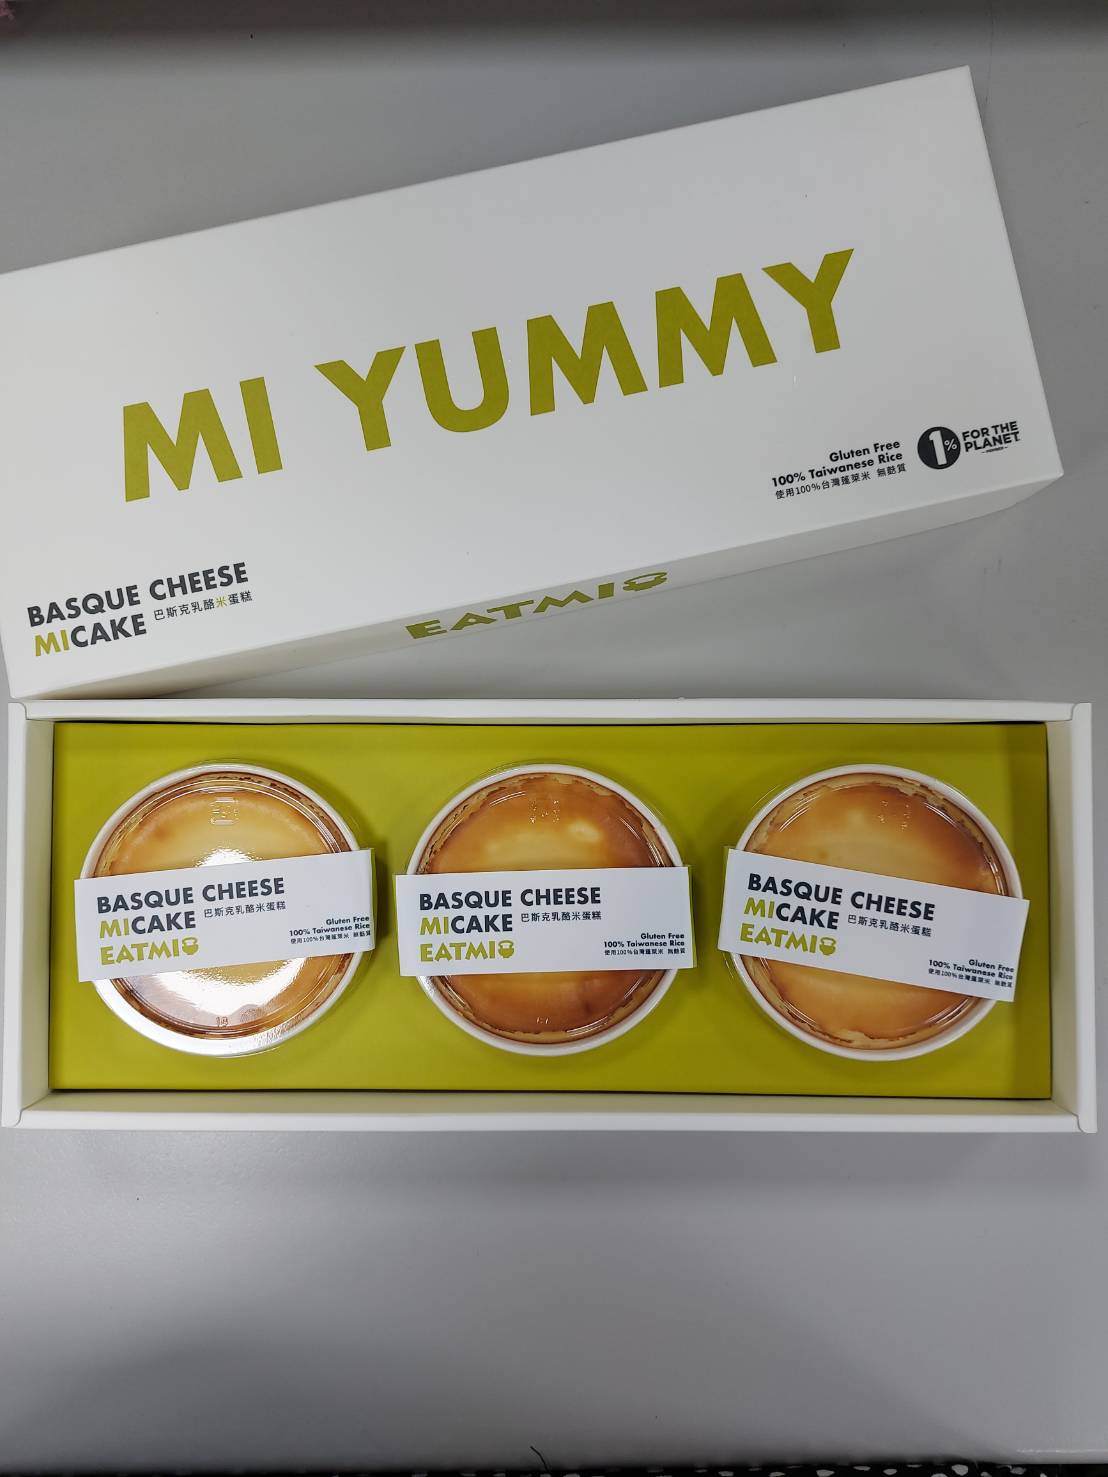 MI YUMMY
Gluten Free
100% Taiwanese Rice
使用100%台灣蓬萊米 無麩質
1% FOR THE
PLANET
MEMBER
BASQUE CHEESE
MICAKE 巴斯克乳酪米蛋糕
EATMI
BASQUE CHEESE
MICAKE 巴斯克乳酪米蛋糕
EATMI
Gluten Free
100% Taiwanese Rice
使用100%台灣蓬萊米 無麩質
BASQUE CHEESE
MICAKE 巴斯克乳酪米蛋糕
EATMI
Gluten Free
100% Taiwanese Rice
使用100%台灣蓬萊米 無麩質
BASQUE CHEESE
MICAKE 巴斯克乳酪米蛋糕
EATMI
Gluten Free
100% Taiwanese Rice
使用100%台灣蓬萊米 無麩質